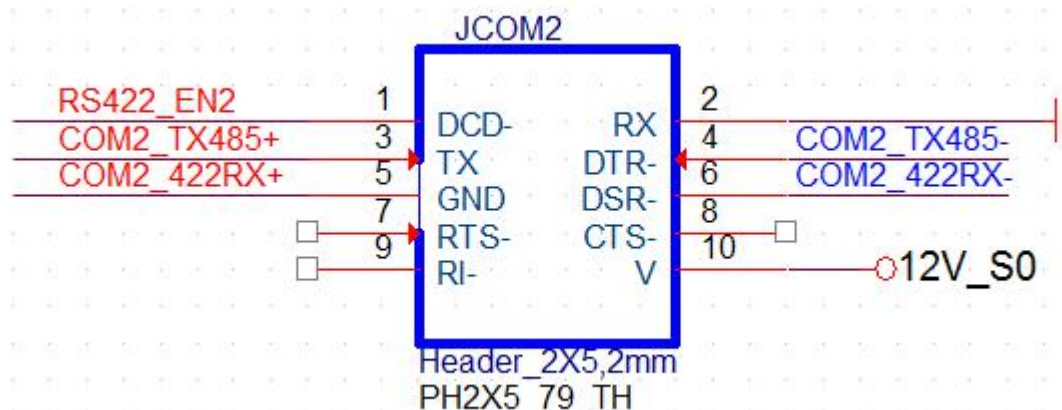 JCOM2
RS422_EN2 1 DCD- RX 2
COM2_TX485+ 3 TX DTR- 4 COM2_TX485-
COM2_422RX+ 5 GND DSR- 6 COM2_422RX-
7 RTS- CTS- 8
9 RI- V 10 12V_S0
Header_2X5,2mm
PH2X5_79_TH